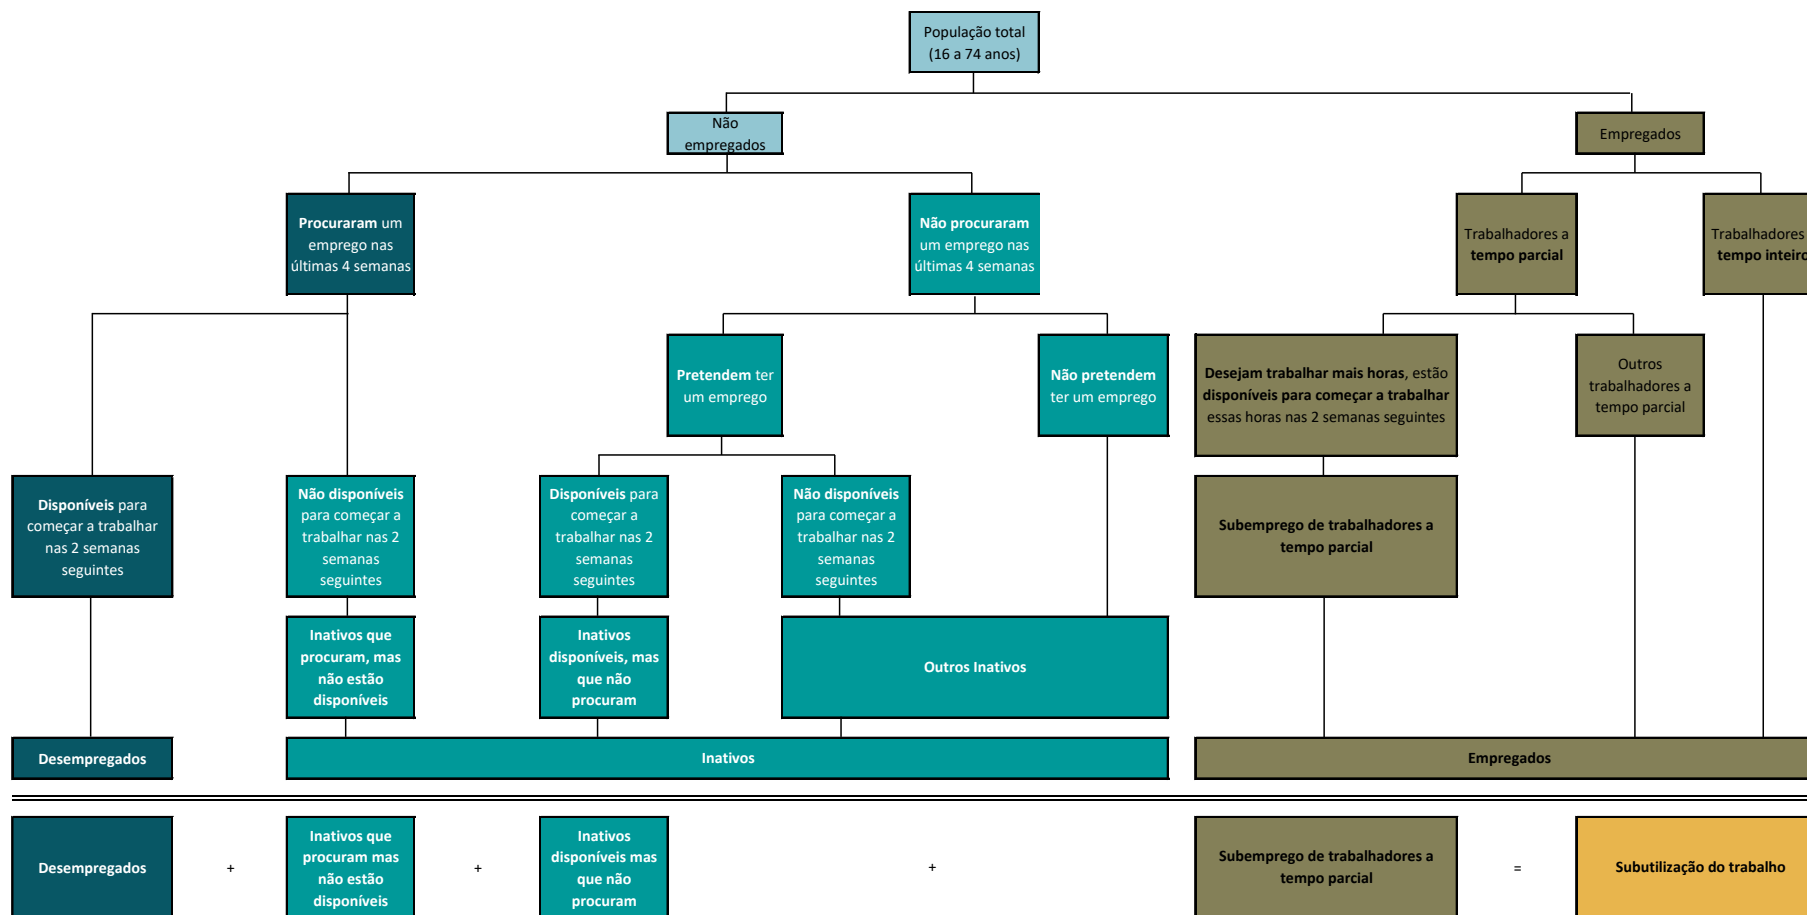 População total
(16 a 74 anos)
Não
empregados
Empregados
Procuraram um
emprego nas
últimas 4 semanas
Não procuraram
um emprego nas
últimas 4 semanas
Trabalhadores a
tempo parcial
Trabalhadores
tempo inteiro
Pretendem ter
um emprego
Não pretendem
ter um emprego
Desejam trabalhar mais horas, estão
disponíveis para começar a trabalhar
essas horas nas 2 semanas seguintes
Outros
trabalhadores a
tempo parcial
Disponíveis para
começar a trabalhar
nas 2 semanas
seguintes
Não disponíveis
para começar a
trabalhar nas 2
semanas
seguintes
Disponíveis para
começar a
trabalhar nas 2
semanas
seguintes
Não disponíveis
para começar a
trabalhar nas 2
semanas
seguintes
Subemprego de trabalhadores a
tempo parcial
Inativos que
procuram, mas
não estão
disponíveis
Inativos
disponíveis, mas
que não
procuram
Outros Inativos
Desempregados
Inativos
Empregados
Desempregados
+
Inativos que
procuram mas
não estão
disponíveis
+
Inativos
disponíveis mas
que não
procuram
+
Subemprego de trabalhadores a
tempo parcial
=
Subutilização do trabalho